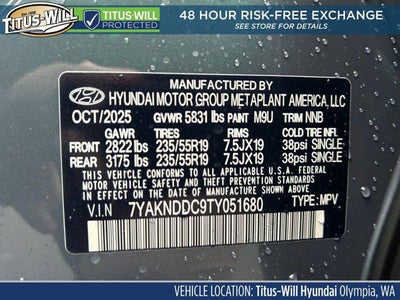 TITUS-WILL
TITUS-WILL
PROTECTED
48 HOUR RISK-FREE EXCHANGE
CERTAIN RESTRICTIONS APPLY. SEE DEALER FOR DETAILS.
MANUFACTURED BY
HYUNDAI MOTOR GROUP METAPLANT AMERICA, LLC
OCT/2025 GVWR 5831 lbs PAINT M9U TRIM NNB
GAWR TIRES RIMS COLD TIRE INFL
FRONT 2822 lbs 235/55R19 7.5JX19 38psi SINGLE
REAR 3175 lbs 235/55R19 7.5JX19 38psi SINGLE
THIS VEHICLE CONFORMS TO ALL APPLICABLE
FEDERAL MOTOR VEHICLE SAFETY STANDARDS IN
EFFECT ON THE DATE OF MANUFACTURE SHOWN ABOVE.
V.I.N 7YAKNDDC9TY051680 TYPE: MPV
VEHICLE LOCATION: Titus-Will Hyundai Olympia, WA